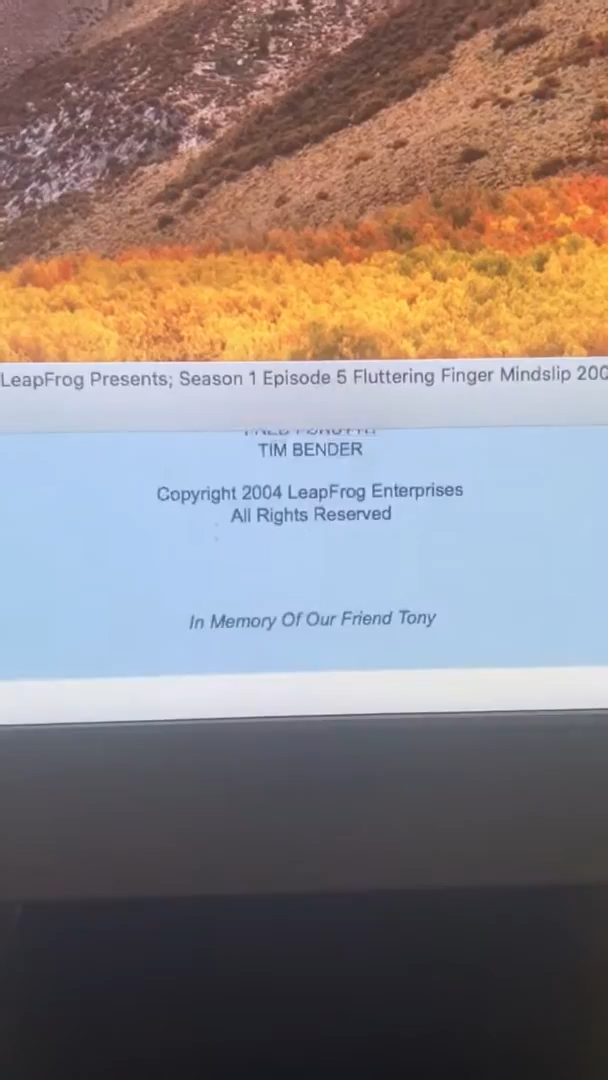 LeapFrog Presents; Season 1 Episode 5 Fluttering Finger Mindslip 200
TIM BENDER
Copyright 2004 LeapFrog Enterprises
All Rights Reserved
In Memory Of Our Friend Tony